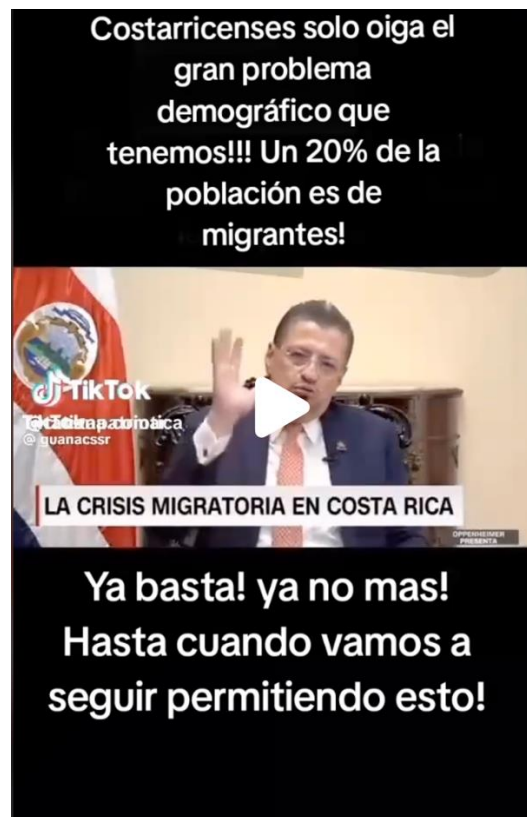 Costarricenses solo oiga el
gran problema
demográfico que
tenemos!!! Un 20% de la
población es de
migrantes!
TikTok
@ guanacssr
LA CRISIS MIGRATORIA EN COSTA RICA
OPPENHEIMER
PRESENTA
Ya basta! ya no mas!
Hasta cuando vamos a
seguir permitiendo esto!